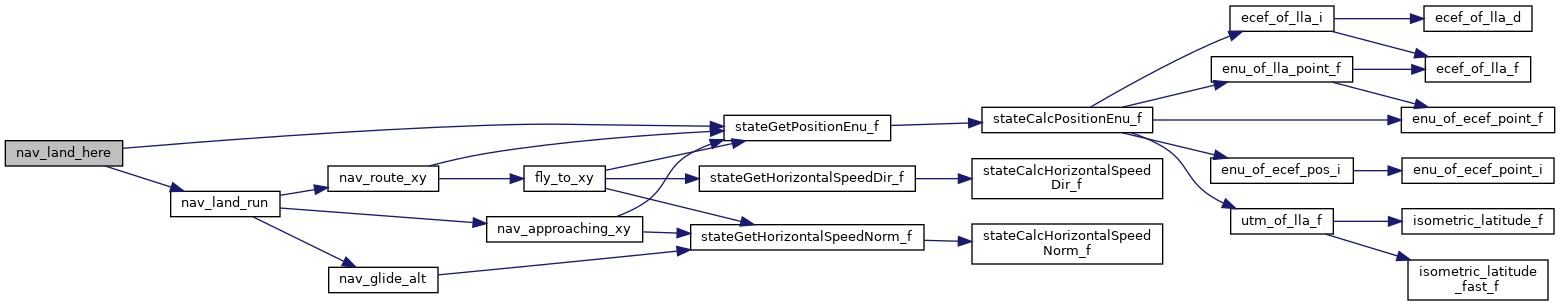 nav_land_here
nav_land_run
nav_route_xy
nav_approaching_xy
nav_glide_alt
fly_to_xy
stateGetPositionEnu_f
stateGetHorizontalSpeedDir_f
stateGetHorizontalSpeedNorm_f
stateCalcPositionEnu_f
stateCalcHorizontalSpeed
Dir_f
stateCalcHorizontalSpeed
Norm_f
ecef_of_lla_i
enu_of_lla_point_f
enu_of_ecef_pos_i
utm_of_lla_f
ecef_of_lla_d
ecef_of_lla_f
enu_of_ecef_point_f
enu_of_ecef_point_i
isometric_latitude_f
isometric_latitude
_fast_f